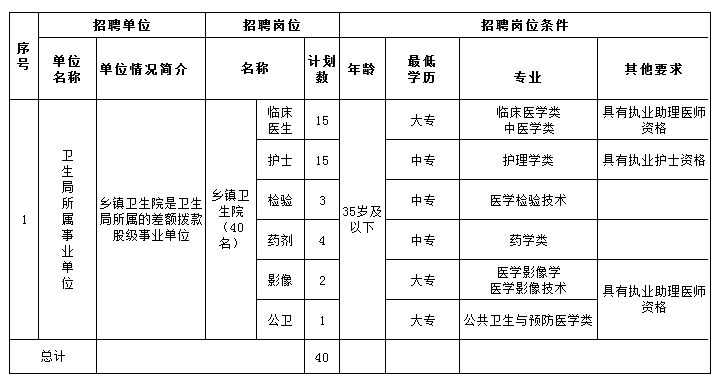 序号
招聘单位
招聘岗位
招聘岗位条件
单位名称
单位情况简介
名称
计划数
年龄
最低学历
专业
其他要求
1
卫生局所属事业单位
乡镇卫生院是卫生
局所属的差额拨款
股级事业单位
乡镇卫
生院
（40
名）
临床
医生
15
35岁及
以下
大专
临床医学类
中医学类
具有执业助理医师
资格
护士
15
中专
护理学类
具有执业护士资格
检验
3
中专
医学检验技术
药剂
4
中专
药学类
影像
2
大专
医学影像学
医学影像技术
具有执业助理医师
资格
公卫
1
大专
公共卫生与预防医学类
总计
40